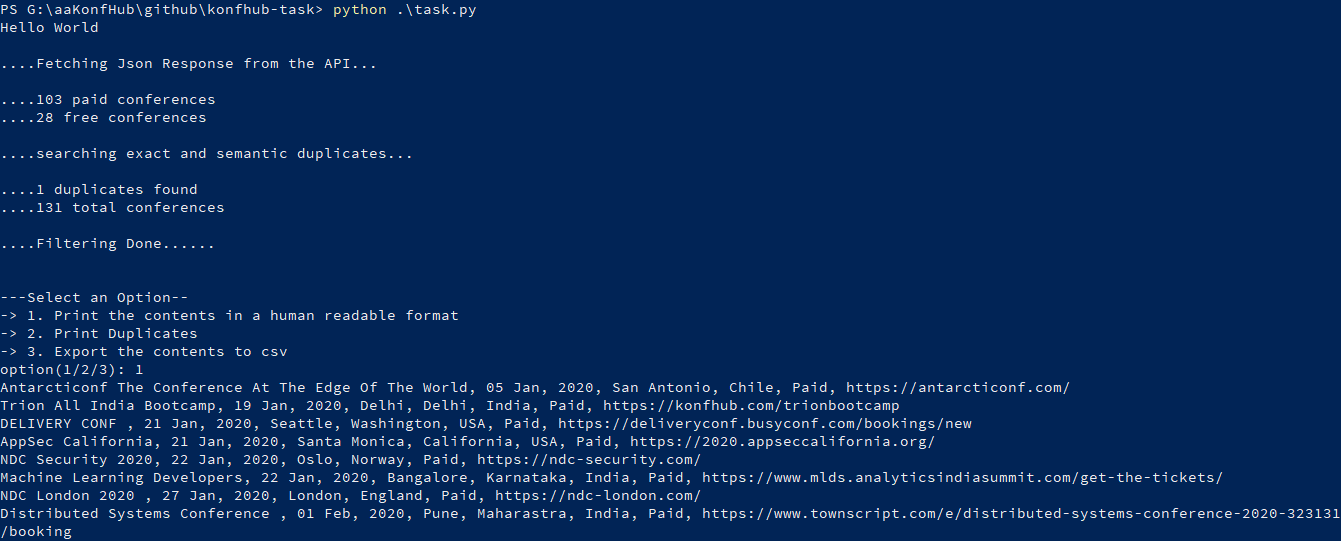 PS G:\aaKonfHub\github\konfhub-task> python .\task.py
Hello World
....Fetching Json Response from the API...
....103 paid conferences
....28 free conferences
....searching exact and semantic duplicates...
....1 duplicates found
....131 total conferences
....Filtering Done......
---Select an Option--
-> 1. Print the contents in a human readable format
-> 2. Print Duplicates
-> 3. Export the contents to csv
option(1/2/3): 1
Antarcticonf The Conference At The Edge Of The World, 05 Jan, 2020, San Antonio, Chile, Paid, https://antarcticonf.com/
Trion All India Bootcamp, 19 Jan, 2020, Delhi, Delhi, India, Paid, https://konfhub.com/trionbootcamp
DELIVERY CONF , 21 Jan, 2020, Seattle, Washington, USA, Paid, https://deliveryconf.busyconf.com/bookings/new
AppSec California, 21 Jan, 2020, Santa Monica, California, USA, Paid, https://2020.appseccalifornia.org/
NDC Security 2020, 22 Jan, 2020, Oslo, Norway, Paid, https://ndc-security.com/
Machine Learning Developers, 22 Jan, 2020, Bangalore, Karnataka, India, Paid, https://www.mlds.analyticsindiasummit.com/get-the-tickets/
NDC London 2020 , 27 Jan, 2020, London, England, Paid, https://ndc-london.com/
Distributed Systems Conference , 01 Feb, 2020, Pune, Maharastra, India, Paid, https://www.townscript.com/e/distributed-systems-conference-2020-323131
/booking